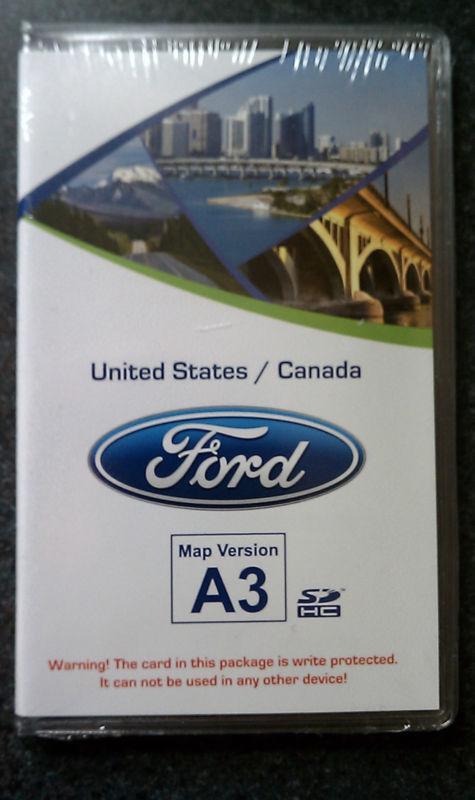 United States / Canada
Ford
Map Version
A3
SD
HC
Warning! The card in this package is write protected.
It can not be used in any other device!